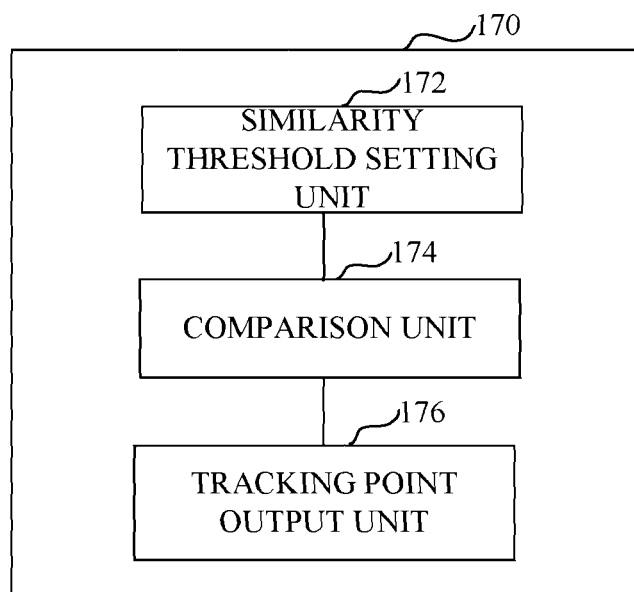 170
172
SIMILARITY
THRESHOLD SETTING
UNIT
174
COMPARISON UNIT
176
TRACKING POINT
OUTPUT UNIT